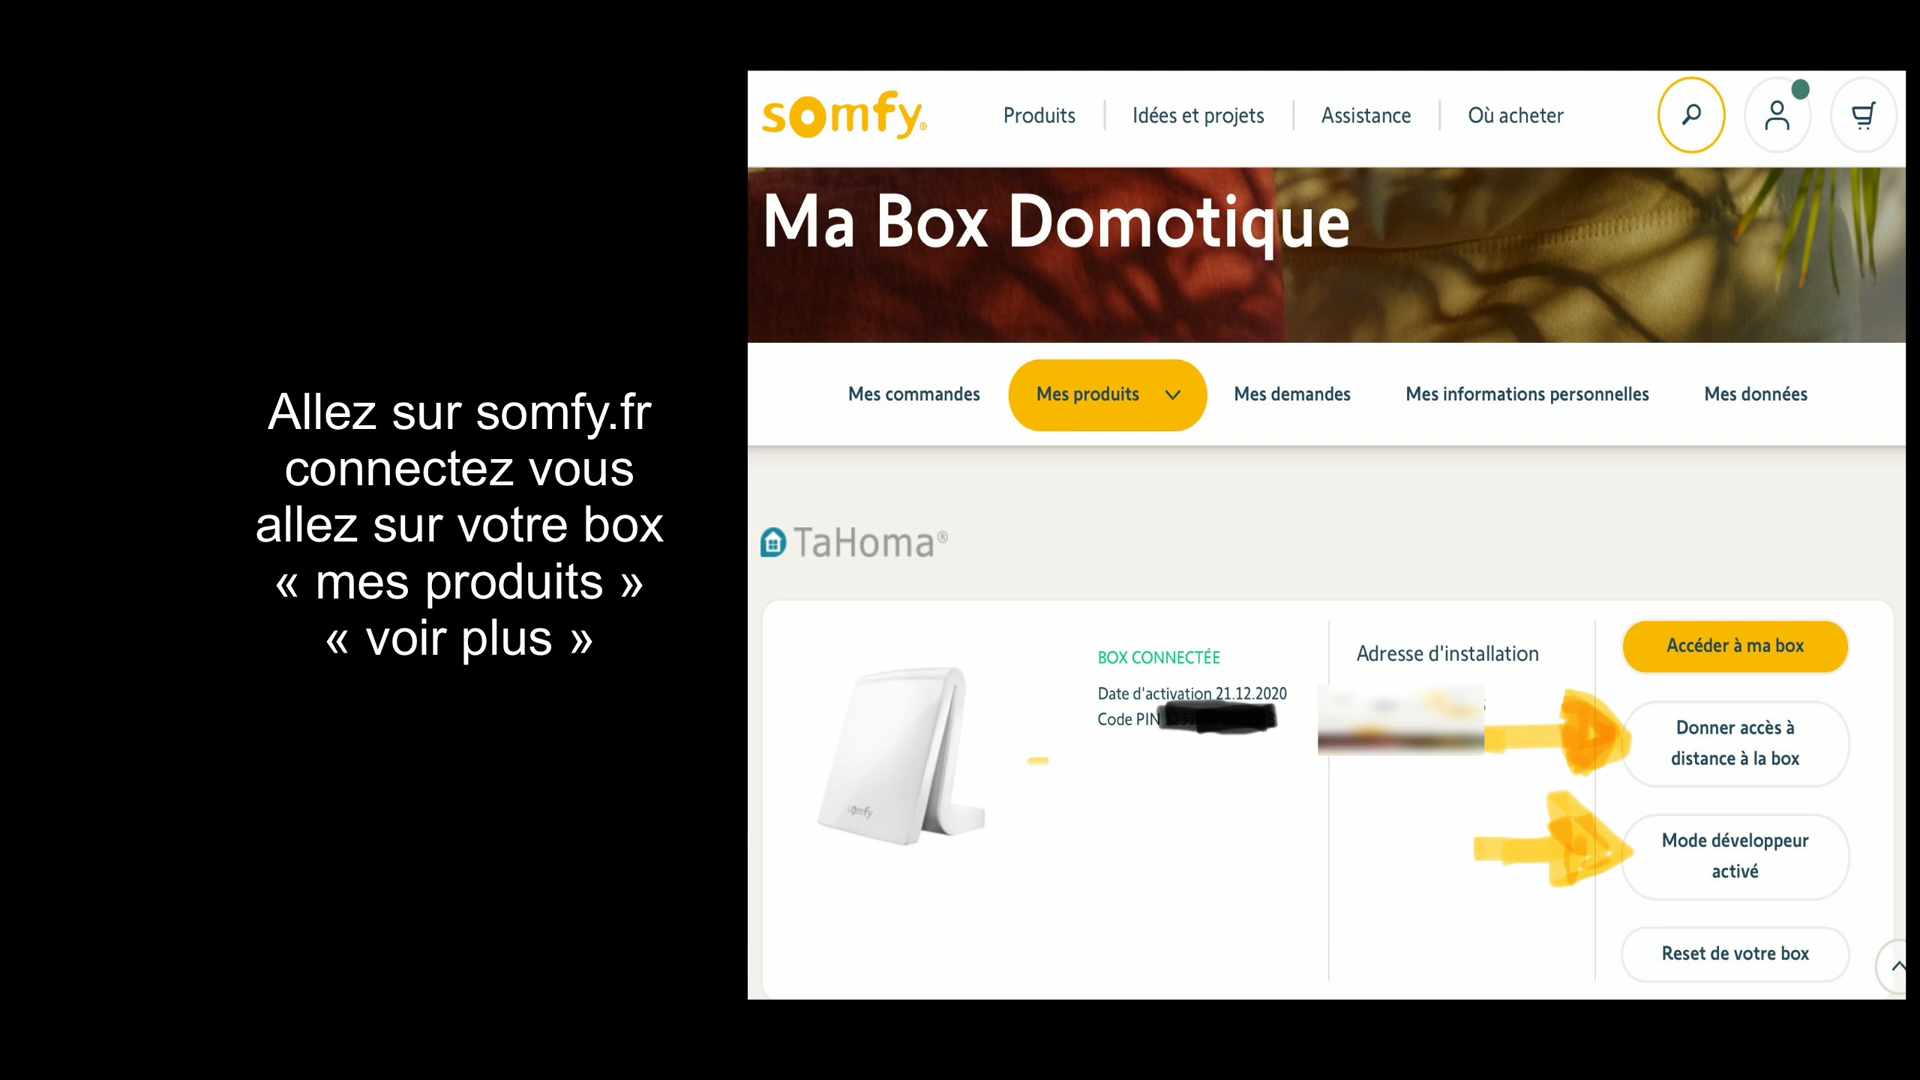 Allez sur somfy.fr
connectez vous
allez sur votre box
« mes produits »
« voir plus »
somfy®
Produits
Idées et projets
Assistance
Où acheter
Ma Box Domotique
Mes commandes
Mes produits
Mes demandes
Mes informations personnelles
Mes données
TaHoma®
BOX CONNECTÉE
Date d'activation 21.12.2020
Code PIN
Adresse d'installation
Accéder à ma box
Donner accès à
distance à la box
Mode développeur
activé
Reset de votre box
somfy